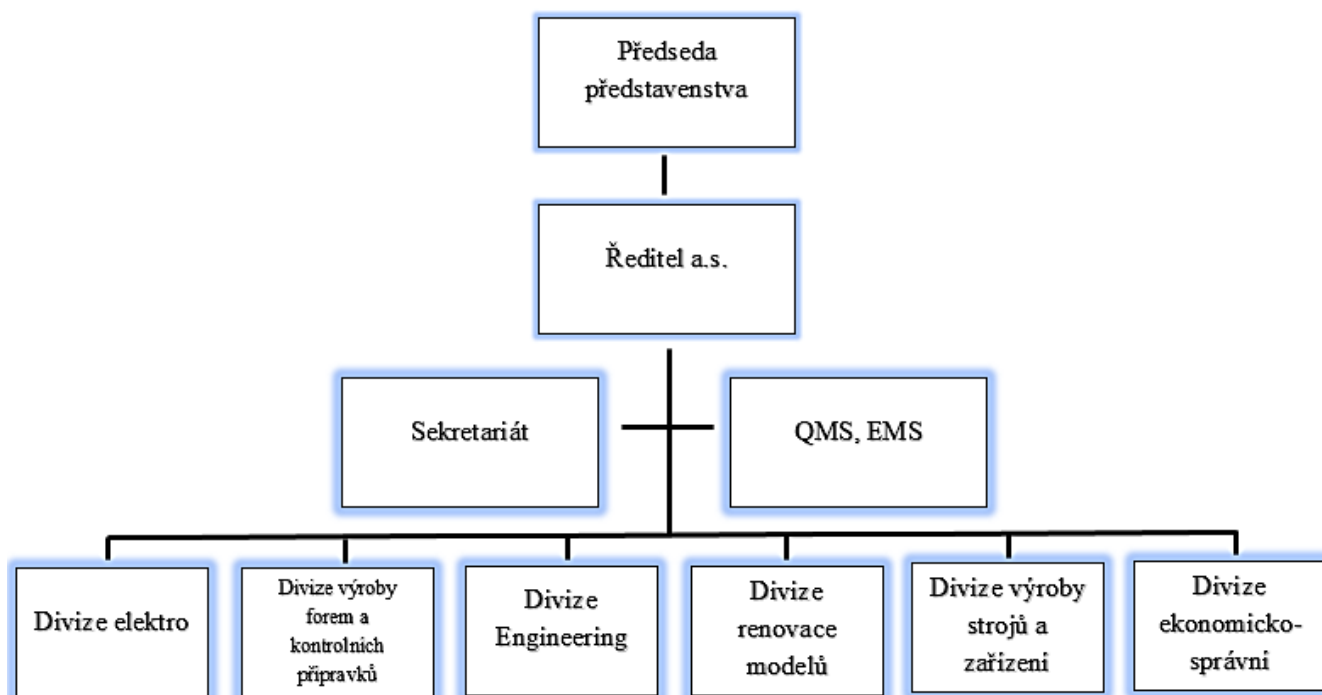 Předseda
představenstva
Ředitel a.s.
Sekretariát
QMS, EMS
Divize elektro
Divize výroby
forem a
kontrolních
přípravků
Divize
Engineering
Divize
renovace
modelů
Divize výroby
strojů a
zařízení
Divize
ekonomicko-
správní